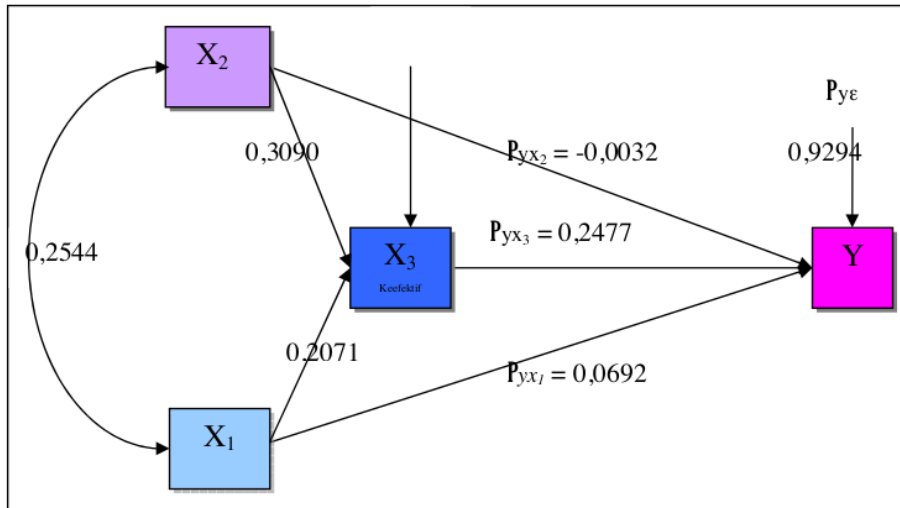 X₂
Pyε
0,3090
Pyx₂ = -0,0032
0,9294
0,2544
Pyx₃ = 0,2477
X₃
Keefektif
Y
0.2071
Pyx₁ = 0,0692
X₁